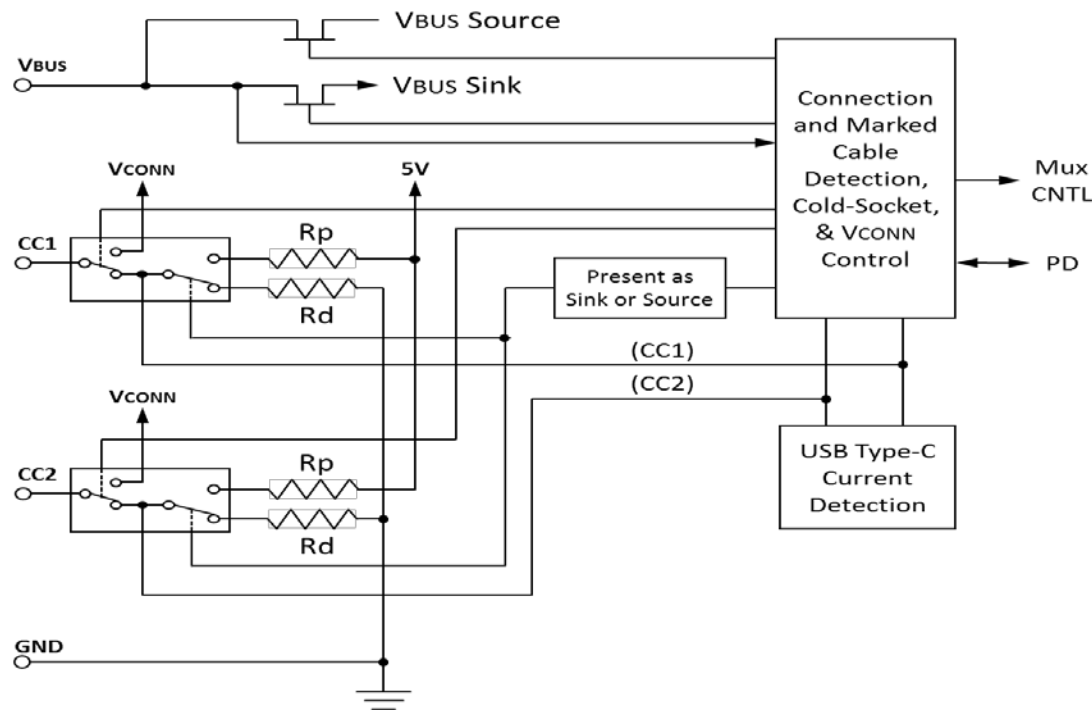 VBUS Source
VBUS
VBUS Sink
Connection
and Marked
Cable
Detection,
Cold-Socket,
& VCONN
Control
Mux
CNTL
PD
VCONN
5V
CC1
Rp
Rd
Present as
Sink or Source
(CC1)
(CC2)
VCONN
CC2
Rp
Rd
USB Type-C
Current
Detection
GND